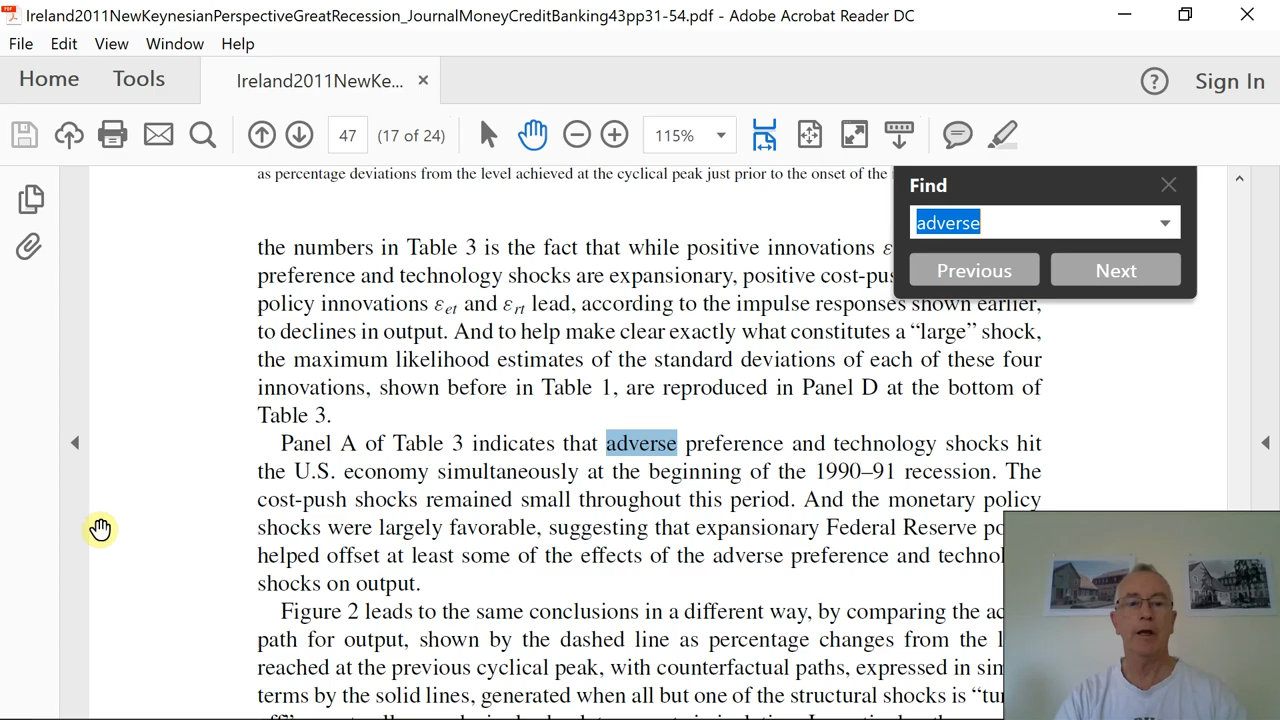 Ireland2011NewKeynesianPerspectiveGreatRecession_JournalMoneyCreditBanking43pp31-54.pdf - Adobe Acrobat Reader DC
File Edit View Window Help
Home Tools Ireland2011NewKe... × Sign In
47 (17 of 24) 115%
as percentage deviations from the level achieved at the cyclical peak just prior to the onset of the
Find
adverse
Previous Next
the numbers in Table 3 is the fact that while positive innovations
preference and technology shocks are expansionary, positive cost-pus
policy innovations εet and εrt lead, according to the impulse responses shown earlier,
to declines in output. And to help make clear exactly what constitutes a “large” shock,
the maximum likelihood estimates of the standard deviations of each of these four
innovations, shown before in Table 1, are reproduced in Panel D at the bottom of
Table 3.
Panel A of Table 3 indicates that adverse preference and technology shocks hit
the U.S. economy simultaneously at the beginning of the 1990–91 recession. The
cost-push shocks remained small throughout this period. And the monetary policy
shocks were largely favorable, suggesting that expansionary Federal Reserve po
helped offset at least some of the effects of the adverse preference and technol
shocks on output.
Figure 2 leads to the same conclusions in a different way, by comparing the ac
path for output, shown by the dashed line as percentage changes from the l
reached at the previous cyclical peak, with counterfactual paths, expressed in sim
terms by the solid lines, generated when all but one of the structural shocks is “tur